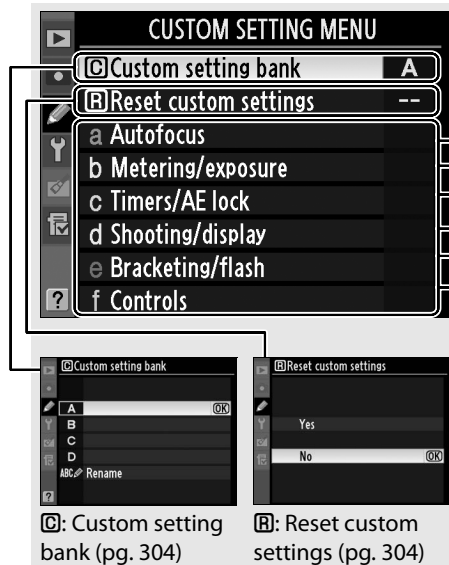 CUSTOM SETTING MENU
C Custom setting bank A
R Reset custom settings --
a Autofocus
b Metering/exposure
c Timers/AE lock
d Shooting/display
e Bracketing/flash
f Controls
?
C Custom setting bank
A OK
B
C
D
ABC Rename
?
R Reset custom settings
Yes
No OK
C: Custom setting
bank (pg. 304)
R: Reset custom
settings (pg. 304)